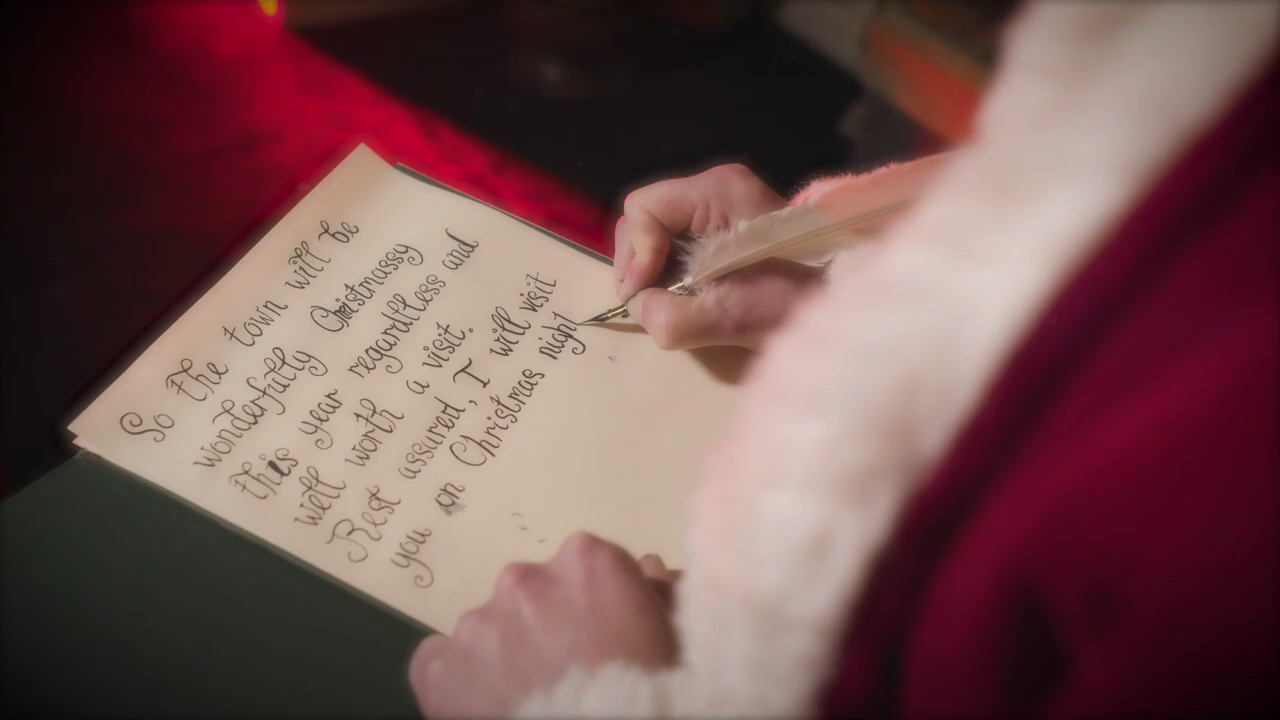 So the town will be
wonderfully Christmassy
this year regardless and
well worth a visit.
Rest assured, I will visit
you on Christmas night